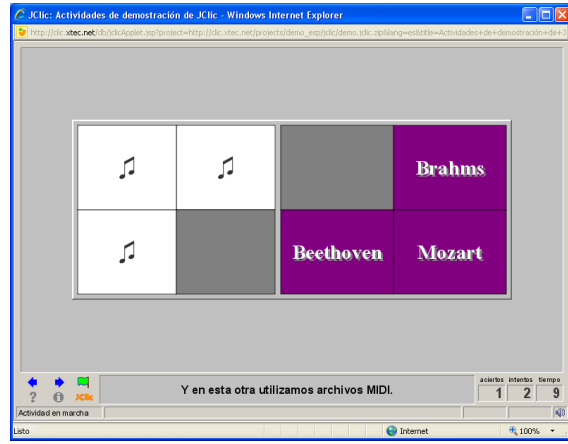 JClic: Actividades de demostración de JClic - Windows Internet Explorer
http://clic.xtec.net/db/jclicApplet.jsp?project=http://clic.xtec.net/projects/demo_esp/jclic/demo.jclic.zip&lang=es&title=Actividades+de+demostración+de+J
Brahms
Beethoven
Mozart
Y en esta otra utilizamos archivos MIDI.
aciertos intentos tiempo
1 2 9
? i JClic
Actividad en marcha
Listo
Internet
100%